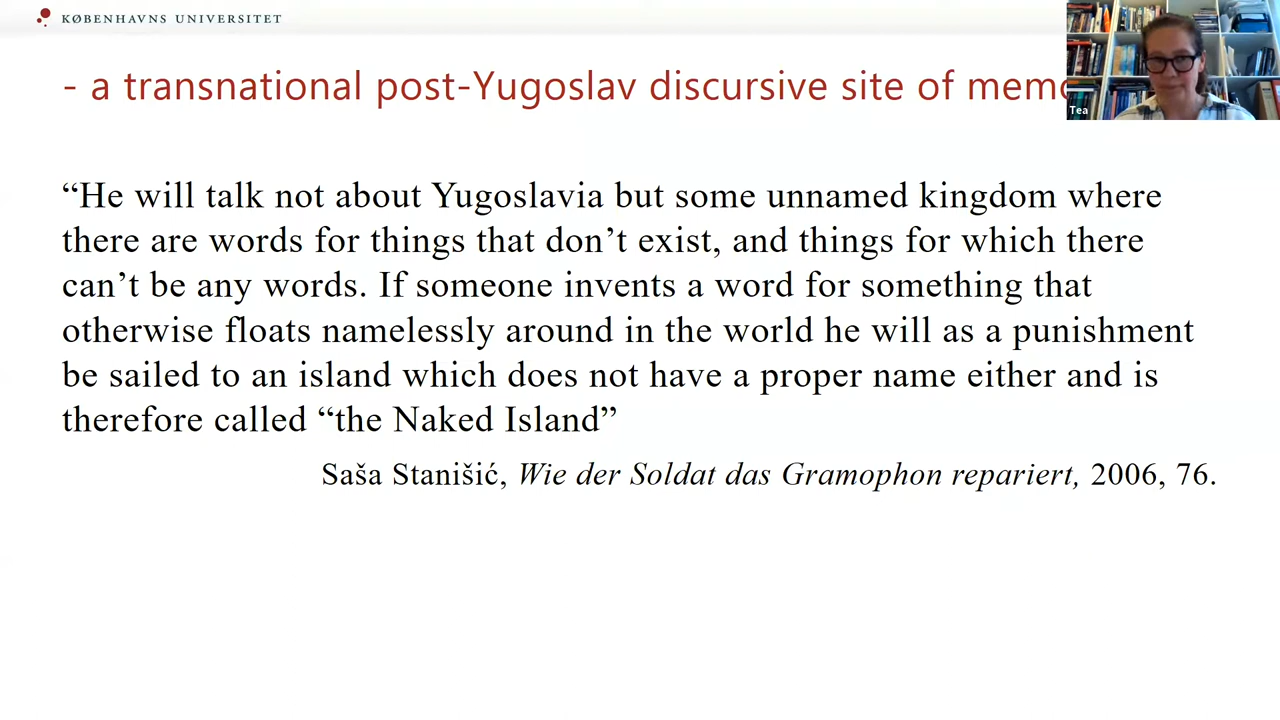 KØBENHAVNS UNIVERSITET
- a transnational post-Yugoslav discursive site of
Tea
“He will talk not about Yugoslavia but some unnamed kingdom where
there are words for things that don’t exist, and things for which there
can’t be any words. If someone invents a word for something that
otherwise floats namelessly around in the world he will as a punishment
be sailed to an island which does not have a proper name either and is
therefore called “the Naked Island”
Saša Stanišić, Wie der Soldat das Gramophon repariert, 2006, 76.